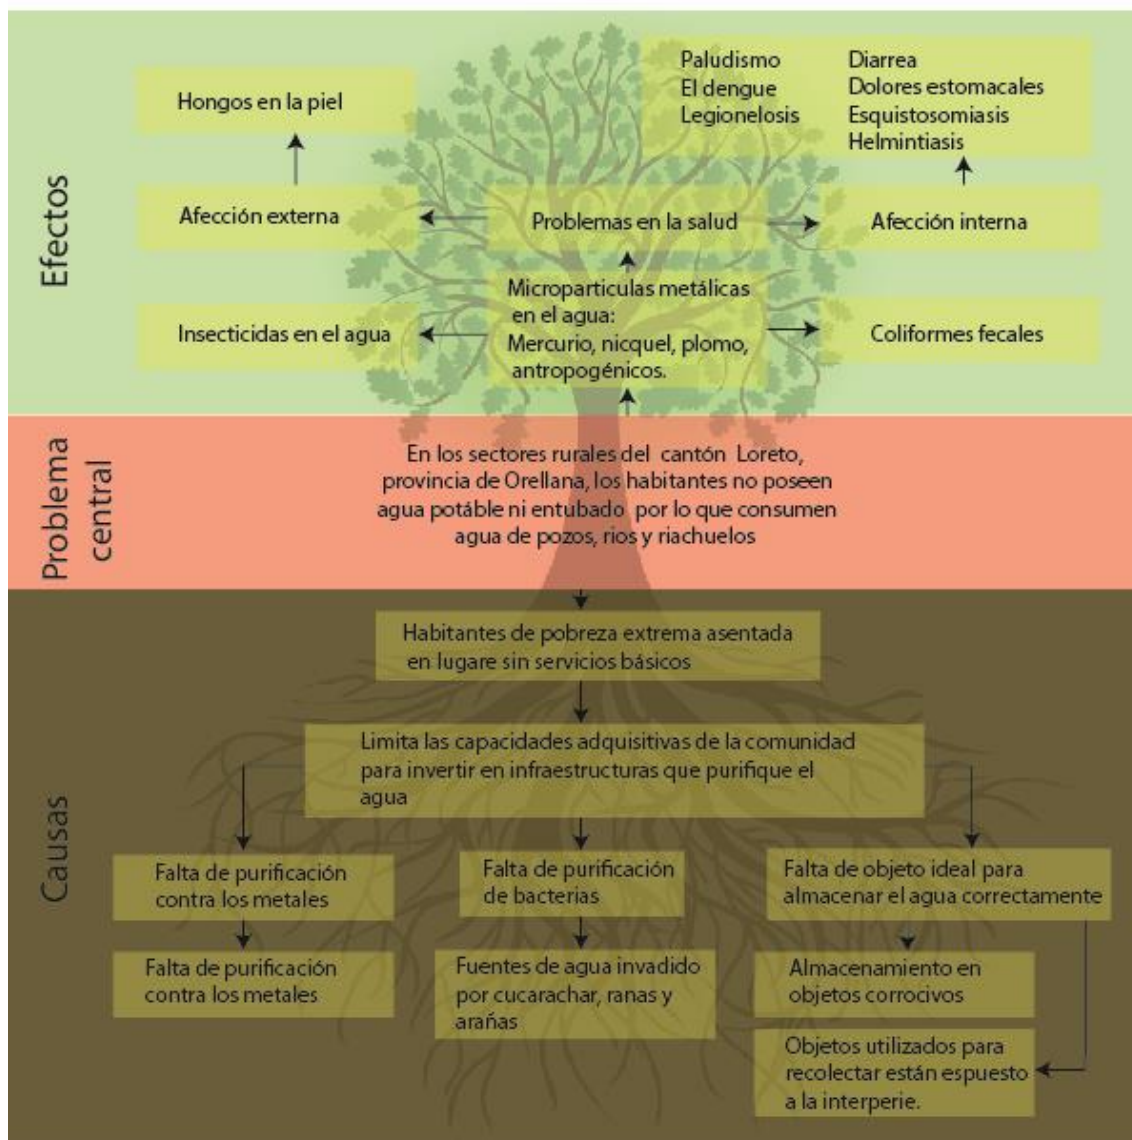 Efectos
Hongos en la piel
Paludismo
El dengue
Legionelosis
Diarrea
Dolores estomacales
Esquistosomiasis
Helmintiasis
Afección externa
Problemas en la salud
Afección interna
Insecticidas en el agua
Microparticulas metálicas
en el agua:
Mercurio, nicquel, plomo,
antropogénicos.
Coliformes fecales
Problema
central
En los sectores rurales del cantón Loreto,
provincia de Orellana, los habitantes no poseen
agua potáble ni entubado por lo que consumen
agua de pozos, rios y riachuelos
Causas
Habitantes de pobreza extrema asentada
en lugare sin servicios básicos
Limita las capacidades adquisitivas de la comunidad
para invertir en infraestructuras que purifique el
agua
Falta de purificación
contra los metales
Falta de purificación
de bacterias
Falta de objeto ideal para
almacenar el agua correctamente
Falta de purificación
contra los metales
Fuentes de agua invadido
por cucarachar, ranas y
arañas
Almacenamiento en
objetos corrocivos
Objetos utilizados para
recolectar están espuesto
a la interperie.